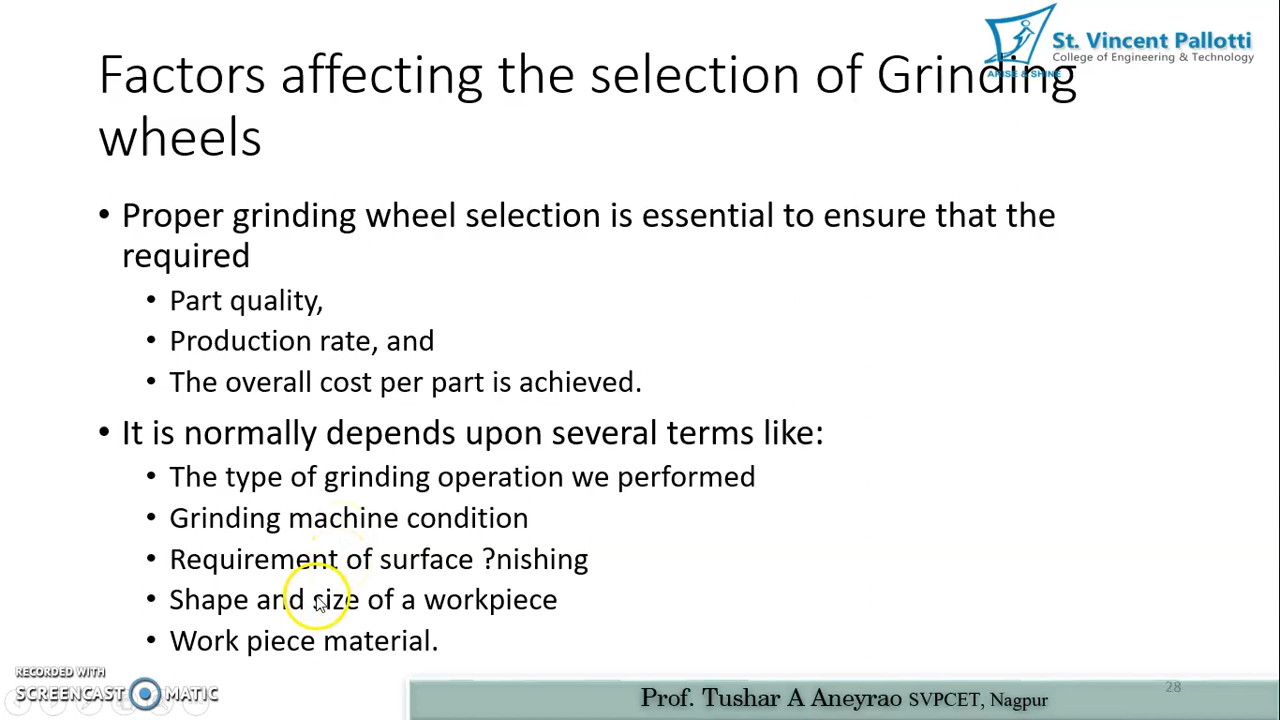 St. Vincent Pallotti
College of Engineering & Technology
ARISE & SHINE
Factors affecting the selection of Grinding
wheels
• Proper grinding wheel selection is essential to ensure that the
required
• Part quality,
• Production rate, and
• The overall cost per part is achieved.
• It is normally depends upon several terms like:
• The type of grinding operation we performed
• Grinding machine condition
• Requirement of surface ?nishing
• Shape and size of a workpiece
• Work piece material.
RECORDED WITH
SCREENCAST MATIC
Prof. Tushar A Aneyrao SVPCET, Nagpur
28